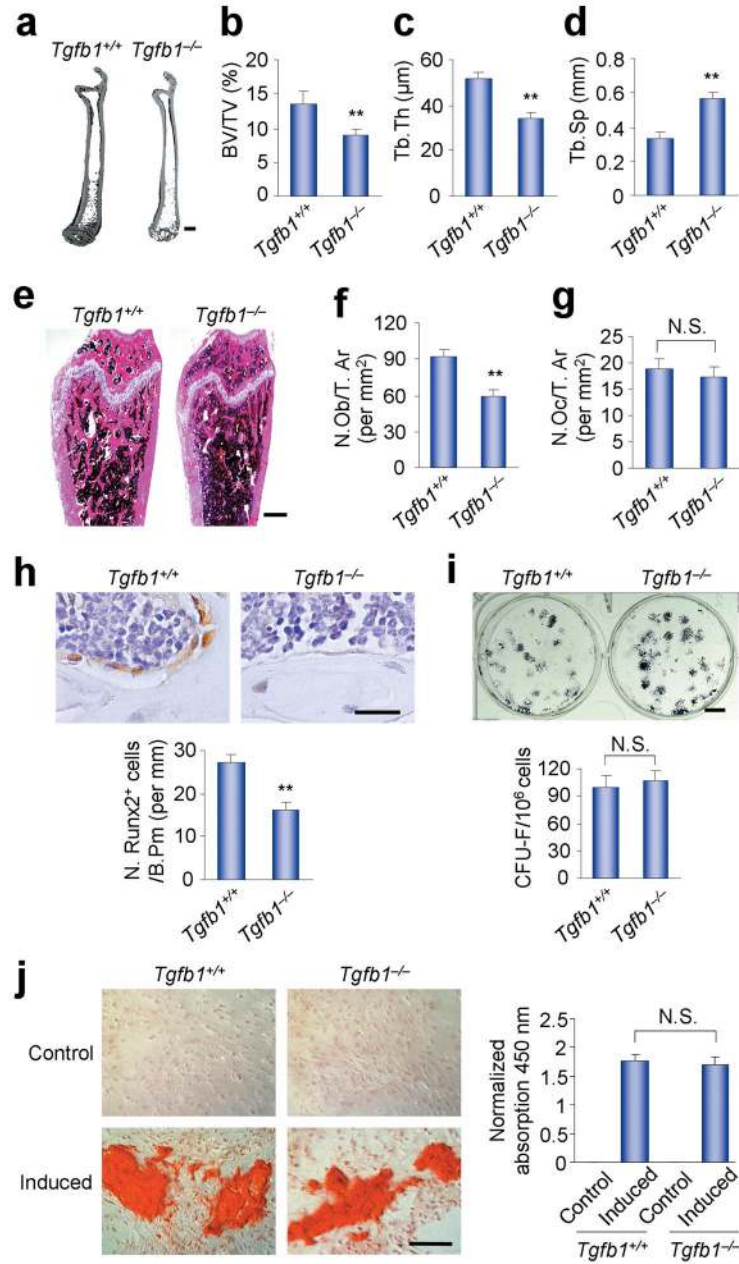 a
Tgfb1+/+ Tgfb1−/−
b
BV/TV (%)
20
15
10
5
0
**
Tgfb1+/+
Tgfb1−/−
c
Tb.Th (µm)
60
40
20
0
**
Tgfb1+/+
Tgfb1−/−
d
Tb.Sp (mm)
0.8
0.6
0.4
0.2
0
**
Tgfb1+/+
Tgfb1−/−
e
Tgfb1+/+ Tgfb1−/−
f
N.Ob/T. Ar
(per mm²)
120
90
60
30
0
**
Tgfb1+/+
Tgfb1−/−
g
N.Oc/T. Ar
(per mm²)
25
20
15
10
5
0
N.S.
Tgfb1+/+
Tgfb1−/−
h
Tgfb1+/+ Tgfb1−/−
N. Runx2+ cells
/B.Pm (per mm)
30
20
10
0
**
Tgfb1+/+
Tgfb1−/−
i
Tgfb1+/+ Tgfb1−/−
CFU-F/10⁶ cells
120
90
60
30
0
N.S.
Tgfb1+/+
Tgfb1−/−
j
Tgfb1+/+ Tgfb1−/−
Control
Induced
Normalized
absorption 450 nm
2.5
2
1.5
1
0.5
0
N.S.
Control
Induced
Control
Induced
Tgfb1+/+ Tgfb1−/−